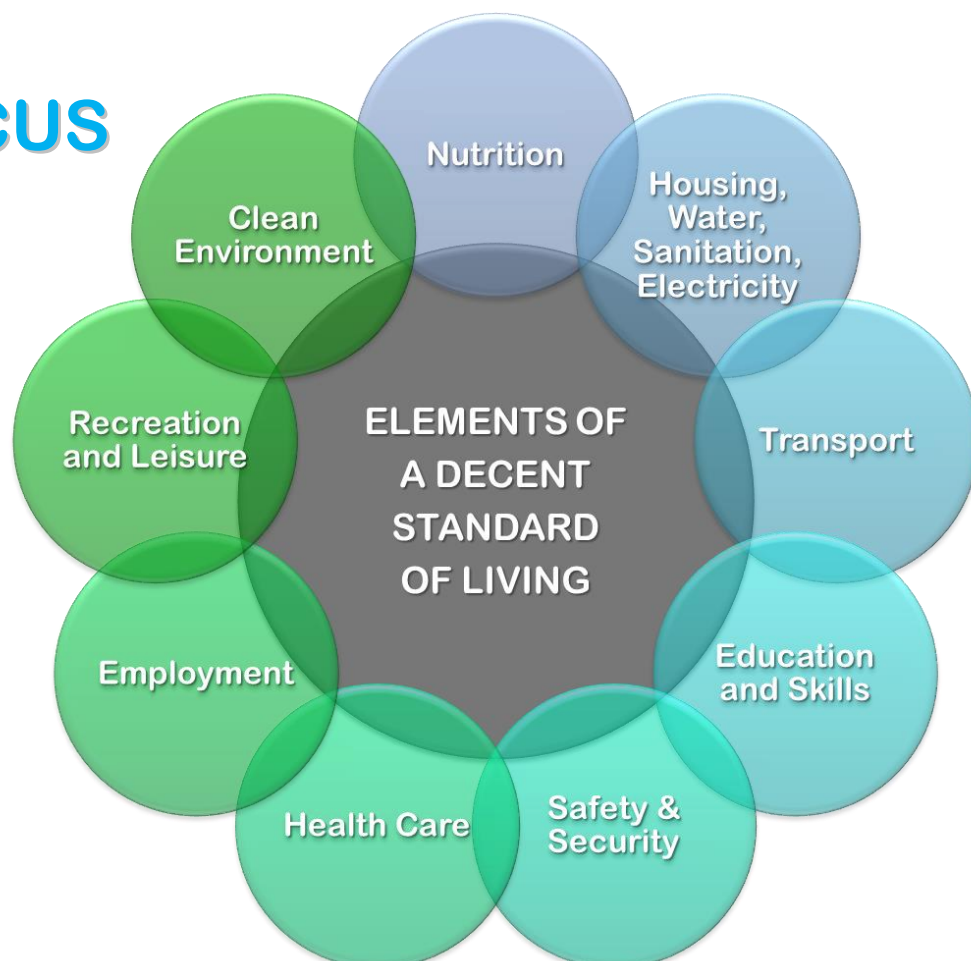 CUS
Nutrition
Housing,
Water,
Sanitation,
Electricity
Transport
Education
and Skills
Safety &
Security
Health Care
Employment
Recreation
and Leisure
Clean
Environment
ELEMENTS OF
A DECENT
STANDARD
OF LIVING